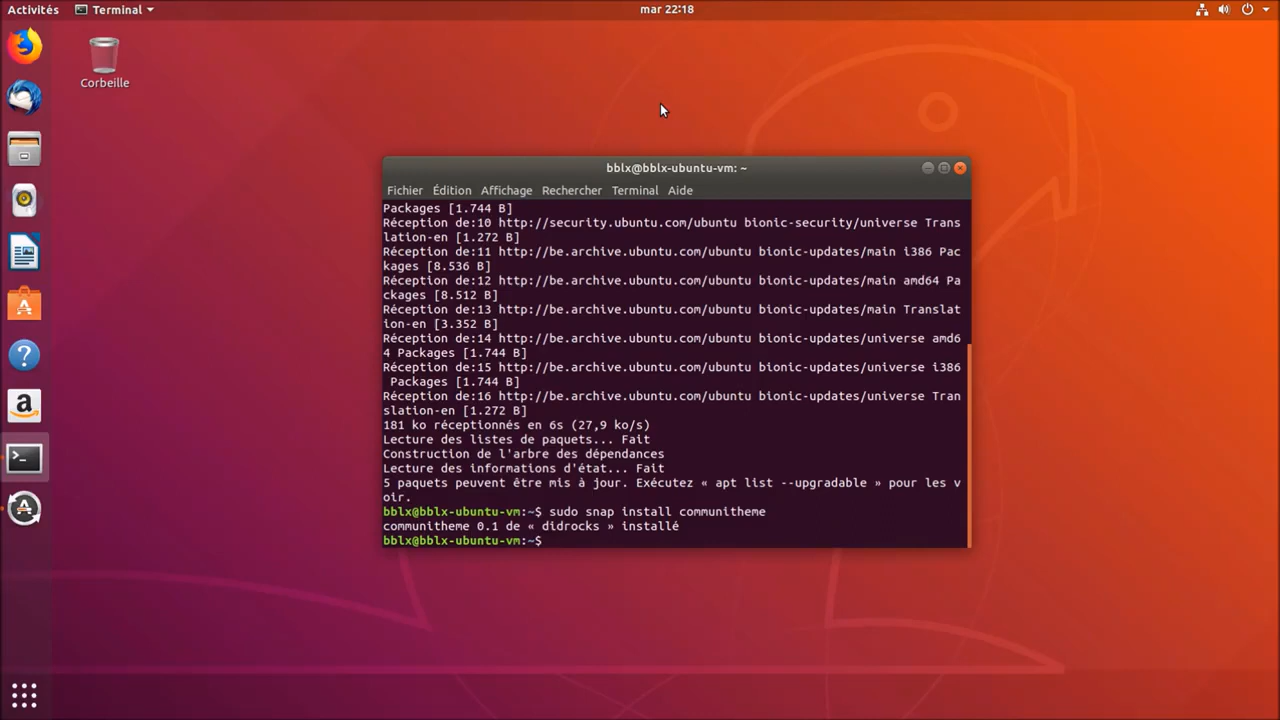 Activités
Terminal
mar 22:18
Corbeille
bblx@bblx-ubuntu-vm: ~
Fichier Édition Affichage Rechercher Terminal Aide
Packages [1.744 B]
Réception de:10 http://security.ubuntu.com/ubuntu bionic-security/universe Trans
lation-en [1.272 B]
Réception de:11 http://be.archive.ubuntu.com/ubuntu bionic-updates/main i386 Pac
kages [8.536 B]
Réception de:12 http://be.archive.ubuntu.com/ubuntu bionic-updates/main amd64 Pa
ckages [8.512 B]
Réception de:13 http://be.archive.ubuntu.com/ubuntu bionic-updates/main Translat
ion-en [3.352 B]
Réception de:14 http://be.archive.ubuntu.com/ubuntu bionic-updates/universe amd6
4 Packages [1.744 B]
Réception de:15 http://be.archive.ubuntu.com/ubuntu bionic-updates/universe i386
 Packages [1.744 B]
Réception de:16 http://be.archive.ubuntu.com/ubuntu bionic-updates/universe Tran
slation-en [1.272 B]
181 ko réceptionnés en 6s (27,9 ko/s)
Lecture des listes de paquets... Fait
Construction de l'arbre des dépendances
Lecture des informations d'état... Fait
5 paquets peuvent être mis à jour. Exécutez « apt list --upgradable » pour les v
oir.
bblx@bblx-ubuntu-vm:~$ sudo snap install communitheme
communitheme 0.1 de « didrocks » installé
bblx@bblx-ubuntu-vm:~$